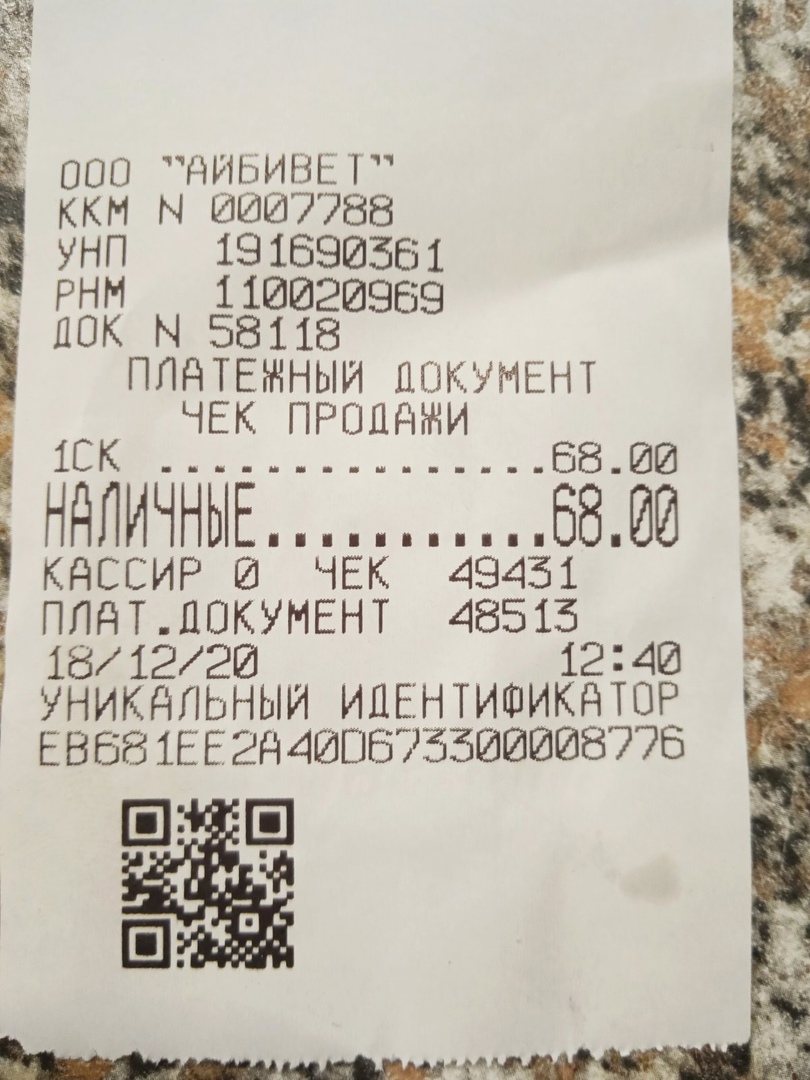 ООО "АЙБИВЕТ"
ККМ N 0007788
УНП 191690361
РНМ 110020969
ДОК N 58118
ПЛАТЕЖНЫЙ ДОКУМЕНТ
ЧЕК ПРОДАЖИ
1СК ................68.00
НАЛИЧНЫЕ...........68.00
КАССИР 0 ЧЕК 49431
ПЛАТ.ДОКУМЕНТ 48513
18/12/20 12:40
УНИКАЛЬНЫЙ ИДЕНТИФИКАТОР
EB681EE2A40D673300008776